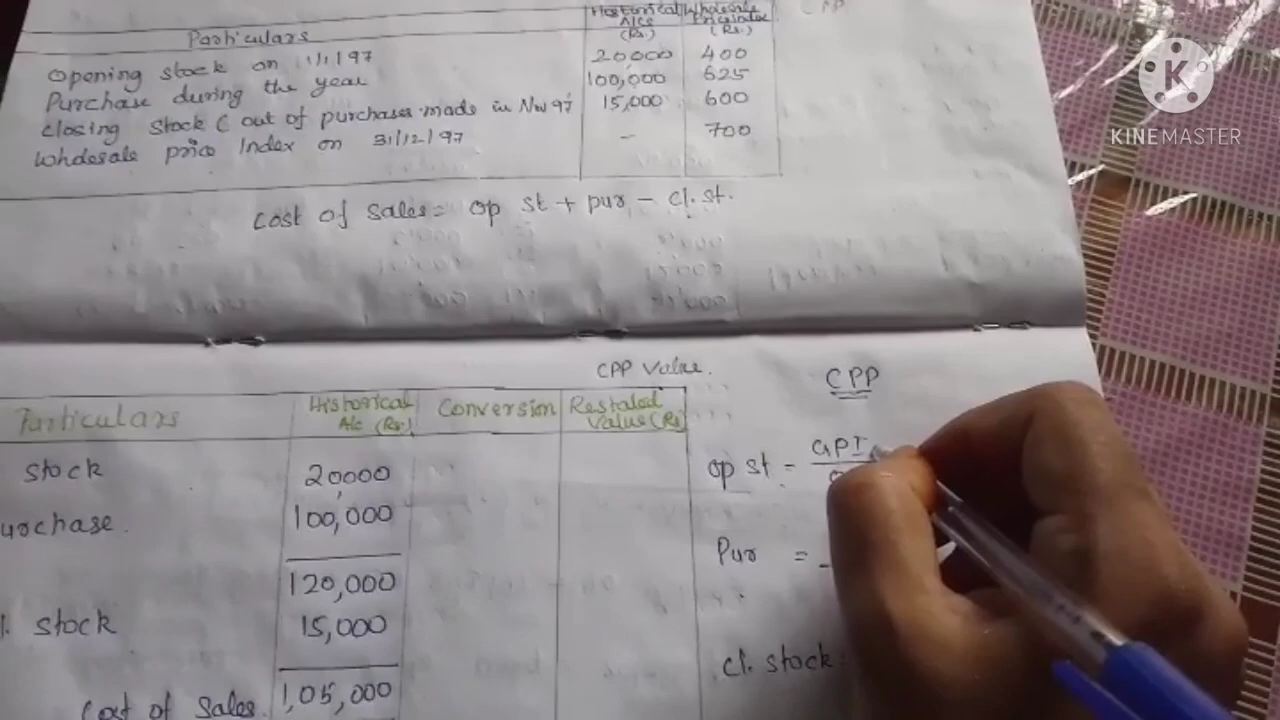 Historical Wholesale
Particulars A/cs Price Index
(Rs.) (Rs.)
Opening stock on 1/1/97 20000 400
Purchase during the year 100,000 625
Closing stock ( out of purchases made in Nov 97 15,000 600
Wholesale price Index on 31/12/97 - 700
Cost of Sales = op st + pur - cl. st.
K
KINEMASTER
CPP Value.
CPP
Particulars Historical A/c (Rs.) Conversion Restated Value (Rs)
stock 20,000
op st = GPI
urchase. 100,000
Pur =
120,000
l. stock 15,000
cl. stock
Cost of Sales. 1,05,000